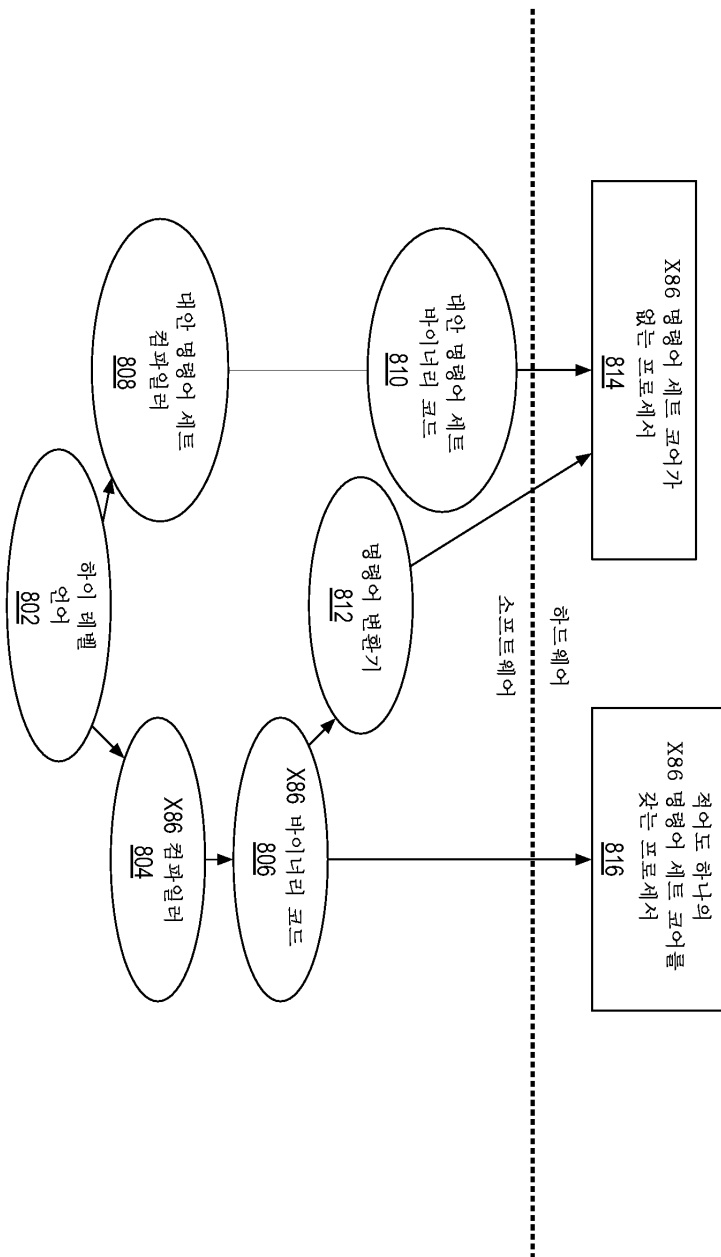 X86 명령어 세트 코어가
없는 프로세서
814
적어도 하나의
X86 명령어 세트 코어를
갖는 프로세서
816
하드웨어
소프트웨어
대안 명령어 세트
바이너리 코드
810
명령어 변환기
812
X86 바이너리 코드
806
대안 명령어 세트
컴파일러
808
X86 컴파일러
804
하이 레벨
언어
802